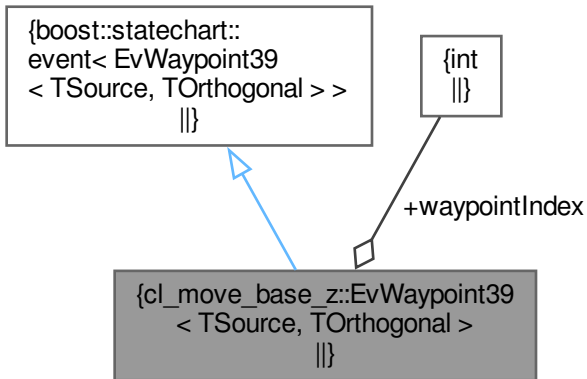 {boost::statechart::
event< EvWaypoint39
< TSource, TOrthogonal > >
||}
{int
||}
+waypointIndex
{cl_move_base_z::EvWaypoint39
< TSource, TOrthogonal >
||}